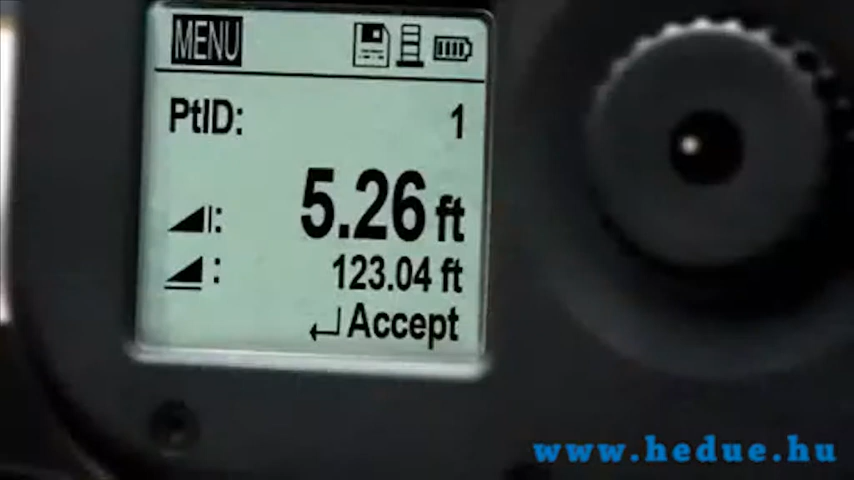 MENU
PtID: 1
: 5.26 ft
: 123.04 ft
Accept
www.hedue.hu